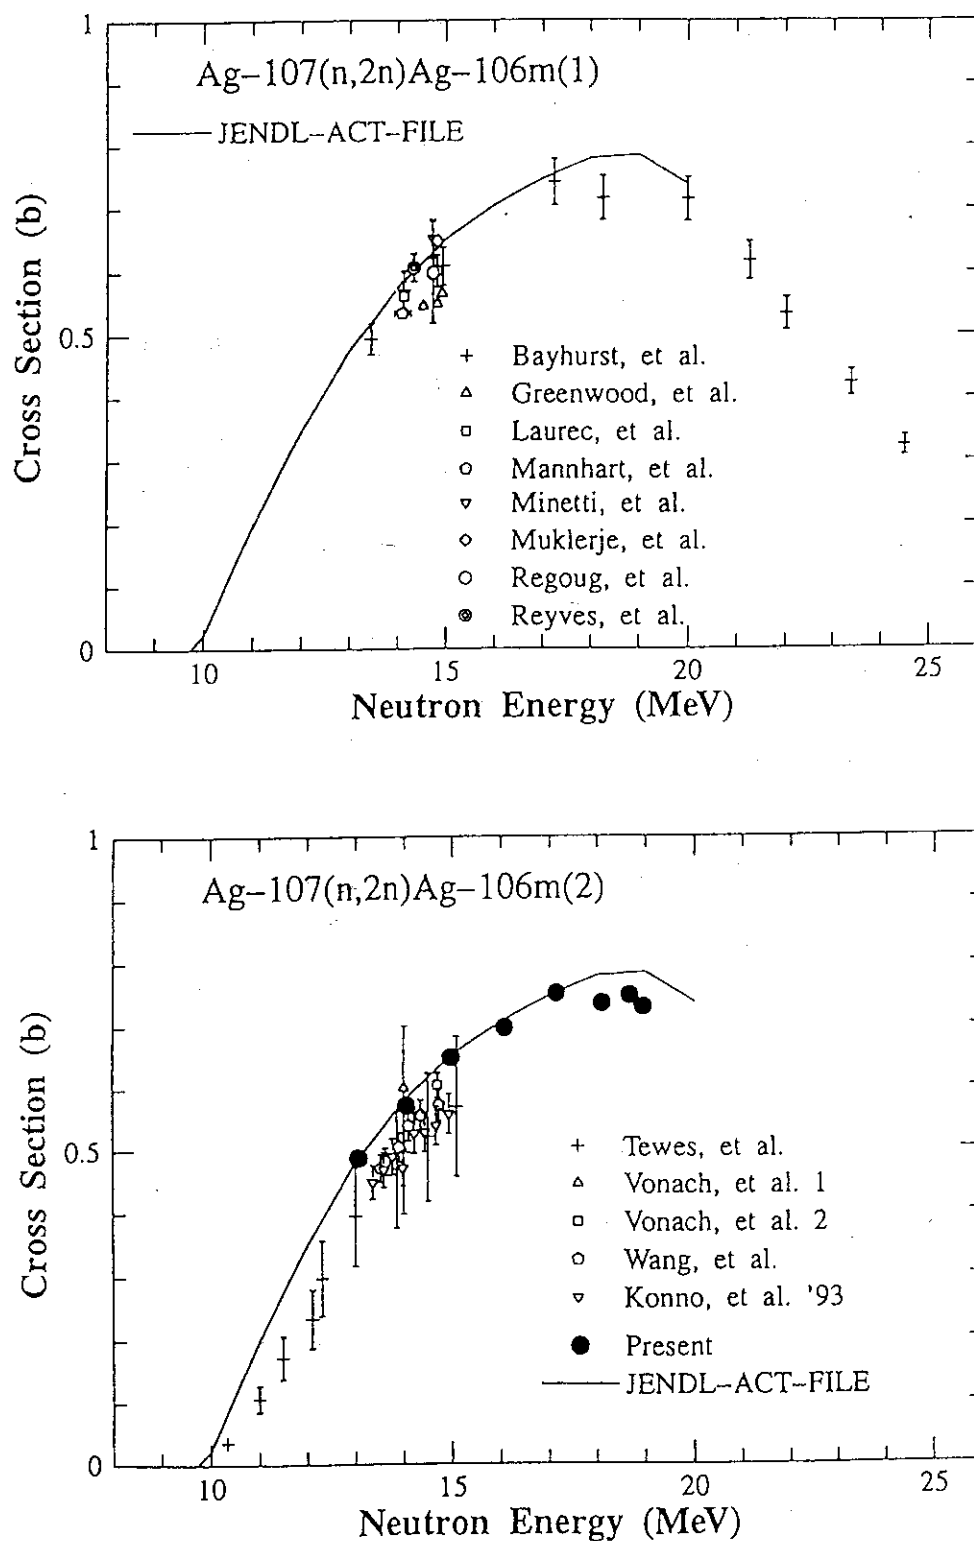 1
Ag-107(n,2n)Ag-106m(1)
JENDL-ACT-FILE
Cross Section (b)
0.5
Bayhurst, et al.
Greenwood, et al.
Laurec, et al.
Mannhart, et al.
Minetti, et al.
Muklerje, et al.
Regoug, et al.
Reyves, et al.
0
10 15 20 25
Neutron Energy (MeV)
1
Ag-107(n,2n)Ag-106m(2)
Cross Section (b)
0.5
Tewes, et al.
Vonach, et al. 1
Vonach, et al. 2
Wang, et al.
Konno, et al. '93
Present
JENDL-ACT-FILE
0
10 15 20 25
Neutron Energy (MeV)